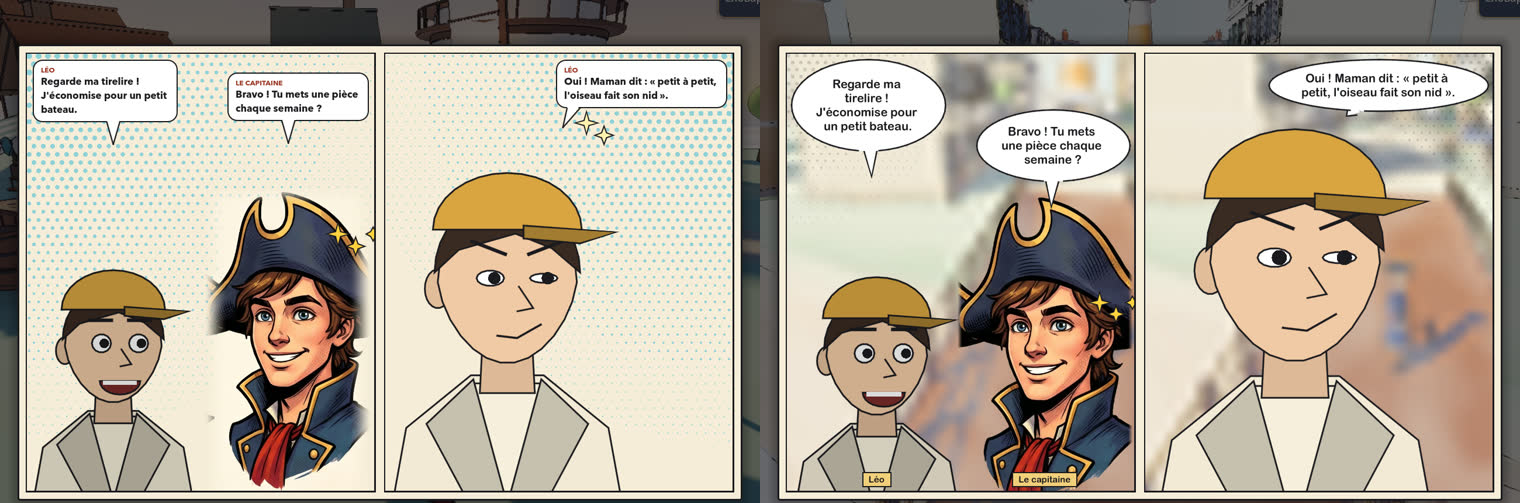 LÉO
Regarde ma tirelire !
J'économise pour un petit
bateau.
LE CAPITAINE
Bravo ! Tu mets une pièce
chaque semaine ?
LÉO
Oui ! Maman dit : « petit à petit,
l'oiseau fait son nid ».
Regarde ma
tirelire !
J'économise pour
un petit bateau.
Bravo ! Tu mets
une pièce chaque
semaine ?
Léo
Le capitaine
Oui ! Maman dit : « petit à
petit, l'oiseau fait son nid ».